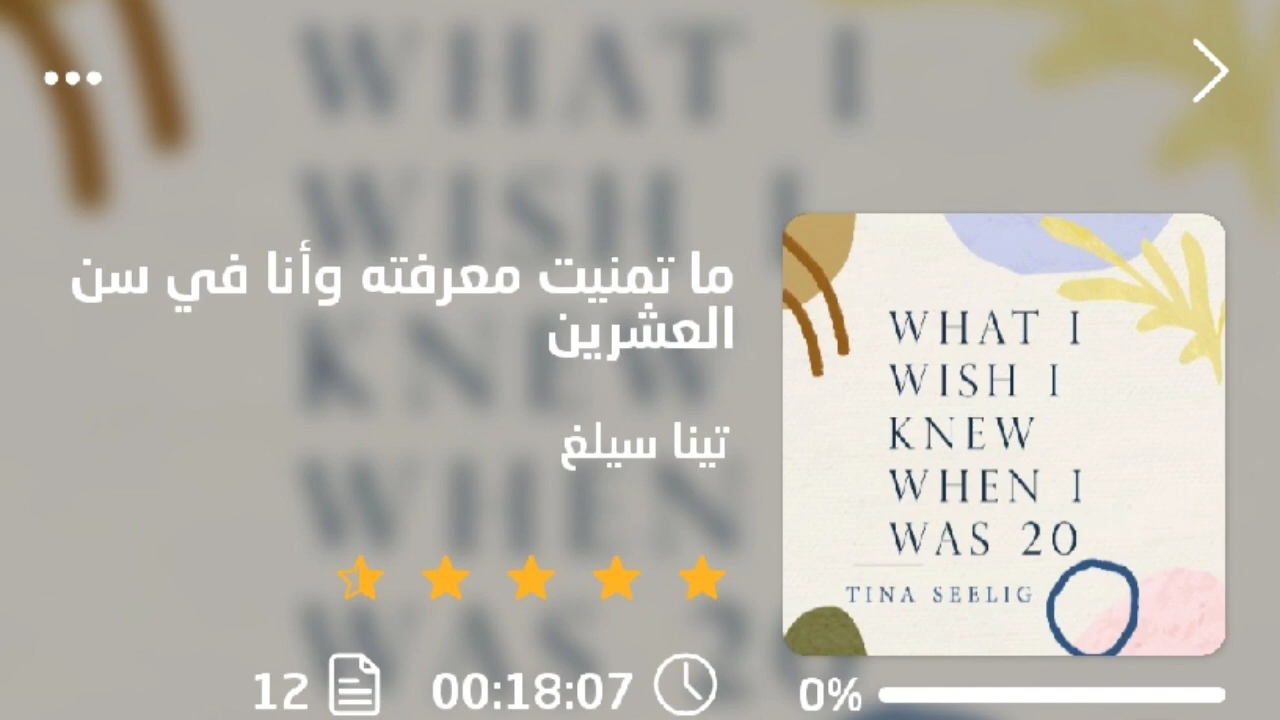 ما تمنيت معرفته وأنا في سن
العشرين
تينا سيلغ
00:18:07
12
WHAT I
WISH I
KNEW
WHEN I
WAS 20
TINA SEELIG
0%